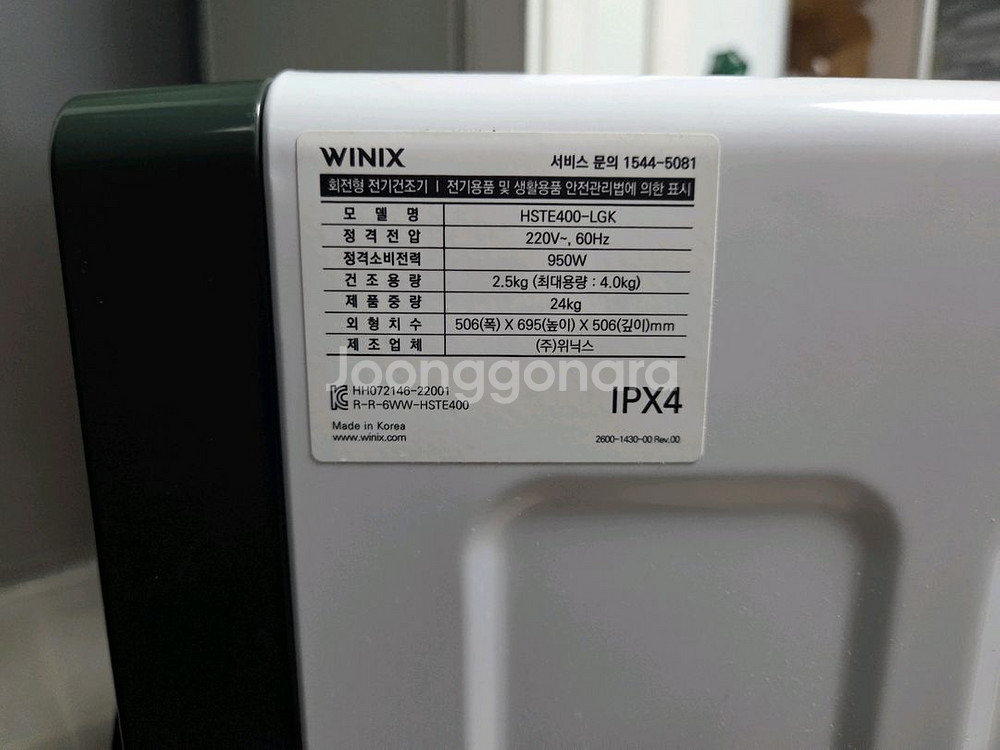 WINIX 서비스 문의 1544-5081
회전형 전기건조기 | 전기용품 및 생활용품 안전관리법에 의한 표시
모 델 명 HSTE400-LGK
정 격 전 압 220V~, 60Hz
정격소비전력 950W
건 조 용 량 2.5kg (최대용량 : 4.0kg)
제 품 중 량 24kg
외 형 치 수 506(폭) X 695(높이) X 506(깊이)mm
제 조 업 체 (주)위닉스
Joonggonara
HH072146-22001
R-R-6WW-HSTE400
IPX4
Made in Korea
www.winix.com
2600-1430-00 Rev.00